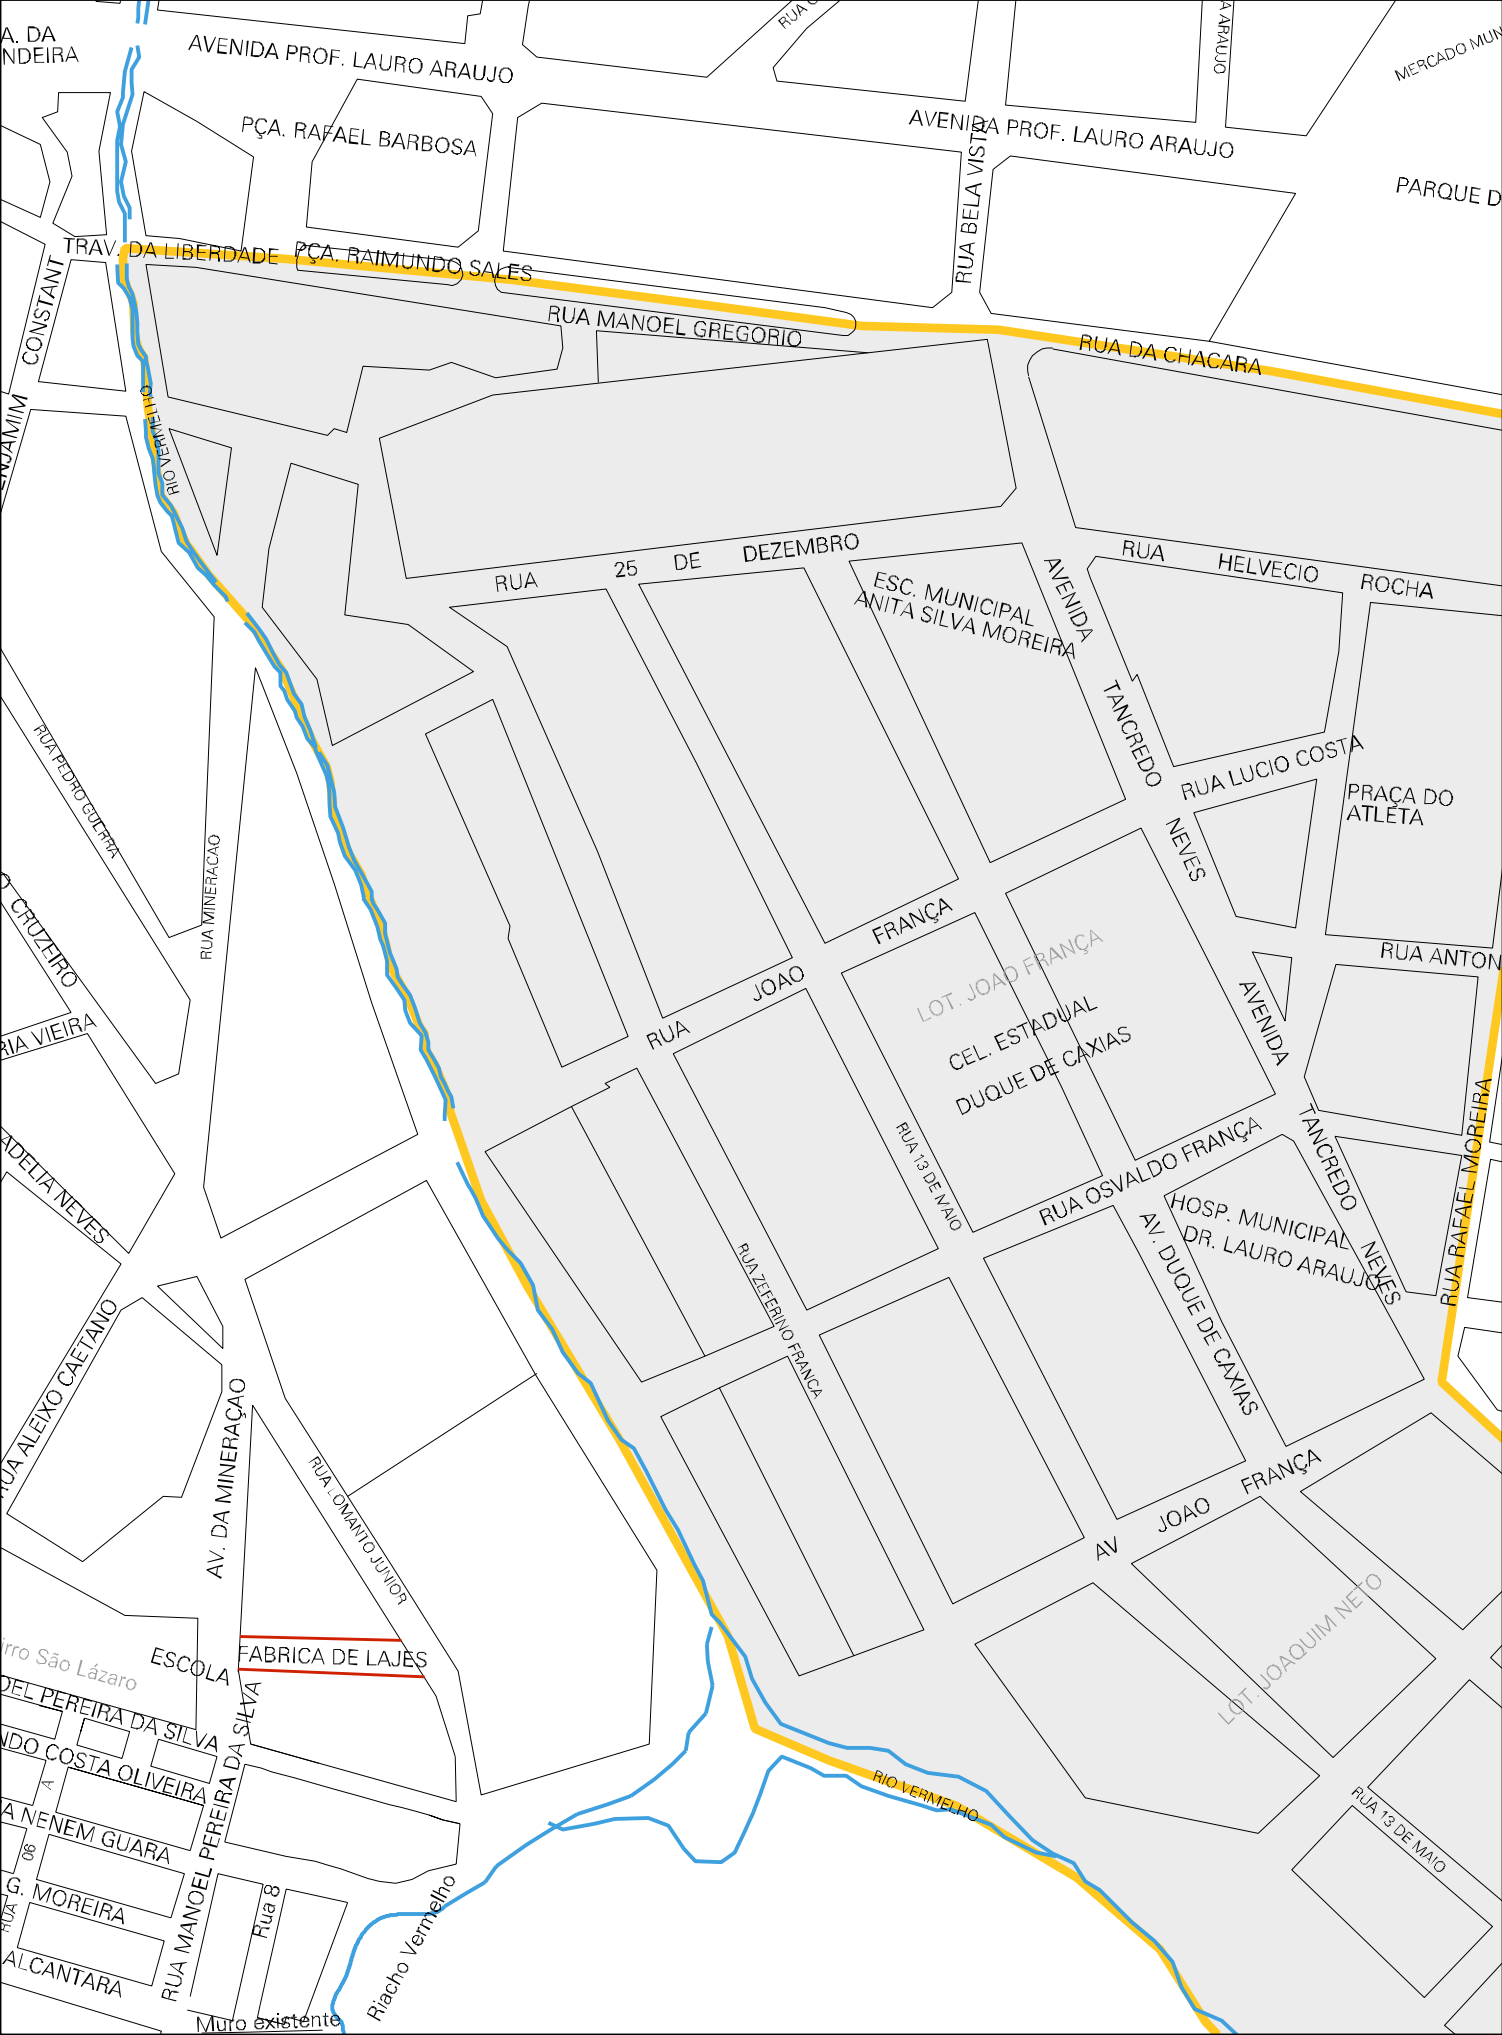 A. DA
NDEIRA
AVENIDA PROF. LAURO ARAUJO
RUA
A ARAUJO
MERCADO MUN
PÇA. RAFAEL BARBOSA
AVENIDA PROF. LAURO ARAUJO
RUA BELA VISTA
PARQUE D
TRAV. DA LIBERDADE
PÇA. RAIMUNDO SALES
CONSTANT
ENJAMIM
RUA MANOEL GREGORIO
RUA DA CHACARA
RIO VERMELHO
RUA 25 DE DEZEMBRO
RUA HELVECIO ROCHA
ESC. MUNICIPAL
ANITA SILVA MOREIRA
AVENIDA TANCREDO NEVES
RUA LUCIO COSTA
PRAÇA DO
ATLETA
RUA PEDRO GUERRA
RUA MINERACAO
O CRUZEIRO
RIA VIEIRA
RUA JOAO FRANÇA
LOT. JOAO FRANÇA
CEL. ESTADUAL
DUQUE DE CAXIAS
RUA ANTON
AVENIDA TANCREDO NEVES
RUA RAFAEL MOREIRA
RUA 13 DE MAIO
RUA OSVALDO FRANÇA
HOSP. MUNICIPAL
DR. LAURO ARAUJO
ADELIA NEVES
RUA ZEFERINO FRANCA
AV. DUQUE DE CAXIAS
RUA ALEIXO CAETANO
AV. DA MINERAÇAO
RUA LOMANTO JUNIOR
AV JOAO FRANÇA
LOT. JOAQUIM NETO
FABRICA DE LAJES
ESCOLA
irro São Lázaro
OEL PEREIRA DA SILVA
NDO COSTA OLIVEIRA
A
RUA MANOEL PEREIRA DA SILVA
A NENEM GUARA
06
RUA
G. MOREIRA
ALCANTARA
Rua 8
Riacho Vermelho
Muro existente
RIO VERMELHO
RUA 13 DE MAIO